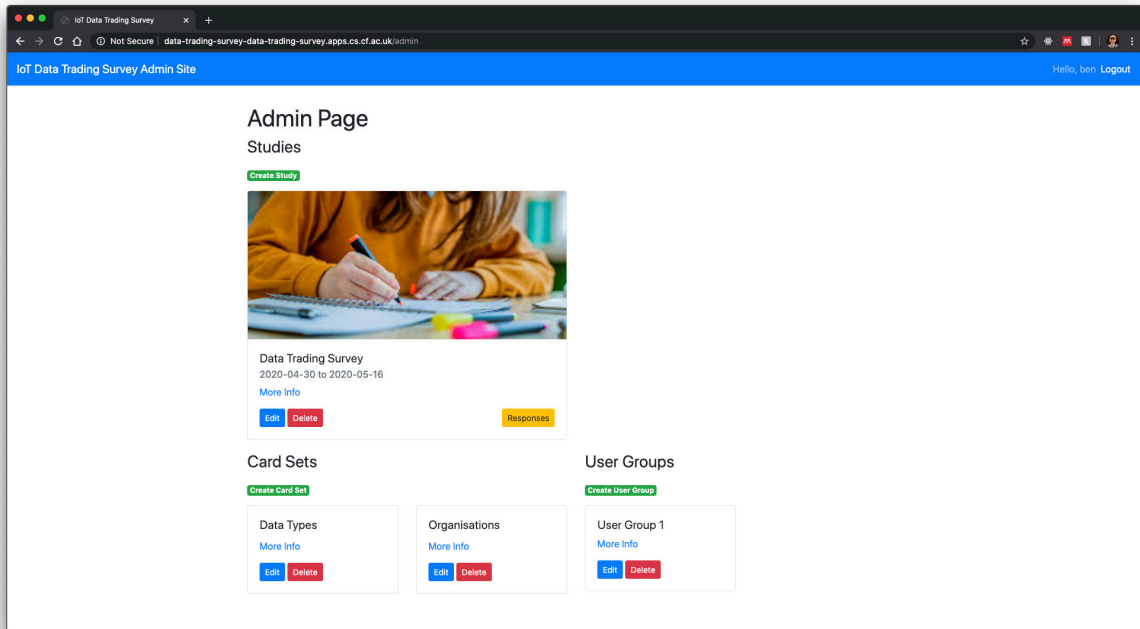 IoT Data Trading Survey
Not Secure | data-trading-survey-data-trading-survey.apps.cs.cf.ac.uk/admin
IoT Data Trading Survey Admin Site
Hello, ben Logout
Admin Page
Studies
Create Study
Data Trading Survey
2020-04-30 to 2020-05-16
More Info
Edit Delete Responses
Card Sets
Create Card Set
Data Types
More Info
Edit Delete
Organisations
More Info
Edit Delete
User Groups
Create User Group
User Group 1
More Info
Edit Delete